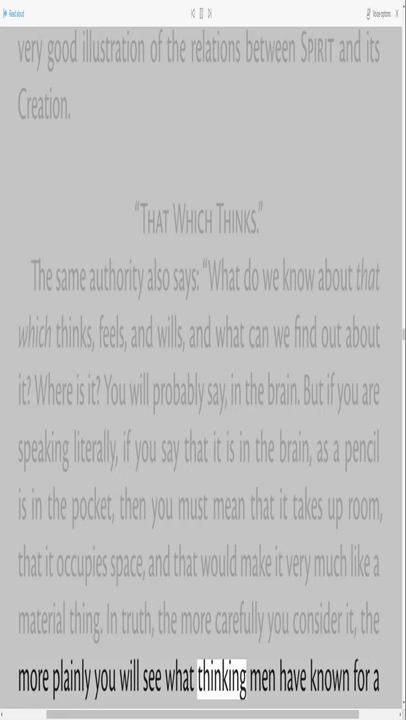 Read aloud
Voice options
very good illustration of the relations between SPIRIT and its
Creation.
“THAT WHICH THINKS.”
The same authority also says: “What do we know about that
which thinks, feels, and wills, and what can we find out about
it? Where is it? You will probably say, in the brain. But if you are
speaking literally, if you say that it is in the brain, as a pencil
is in the pocket, then you must mean that it takes up room,
that it occupies space, and that would make it very much like a
material thing. In truth, the more carefully you consider it, the
more plainly you will see what thinking men have known for a